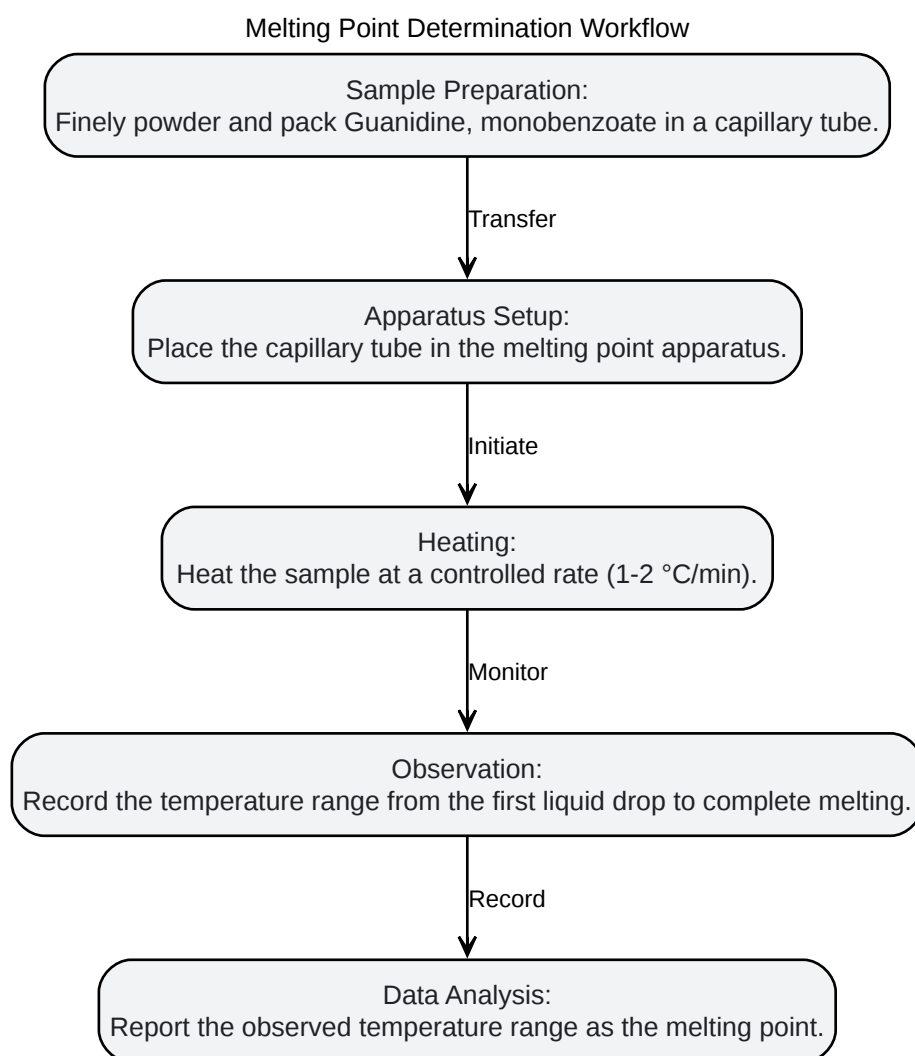 Melting Point Determination Workflow
Sample Preparation:
Finely powder and pack Guanidine, monobenzoate in a capillary tube.
Transfer
Apparatus Setup:
Place the capillary tube in the melting point apparatus.
Initiate
Heating:
Heat the sample at a controlled rate (1-2 °C/min).
Monitor
Observation:
Record the temperature range from the first liquid drop to complete melting.
Record
Data Analysis:
Report the observed temperature range as the melting point.